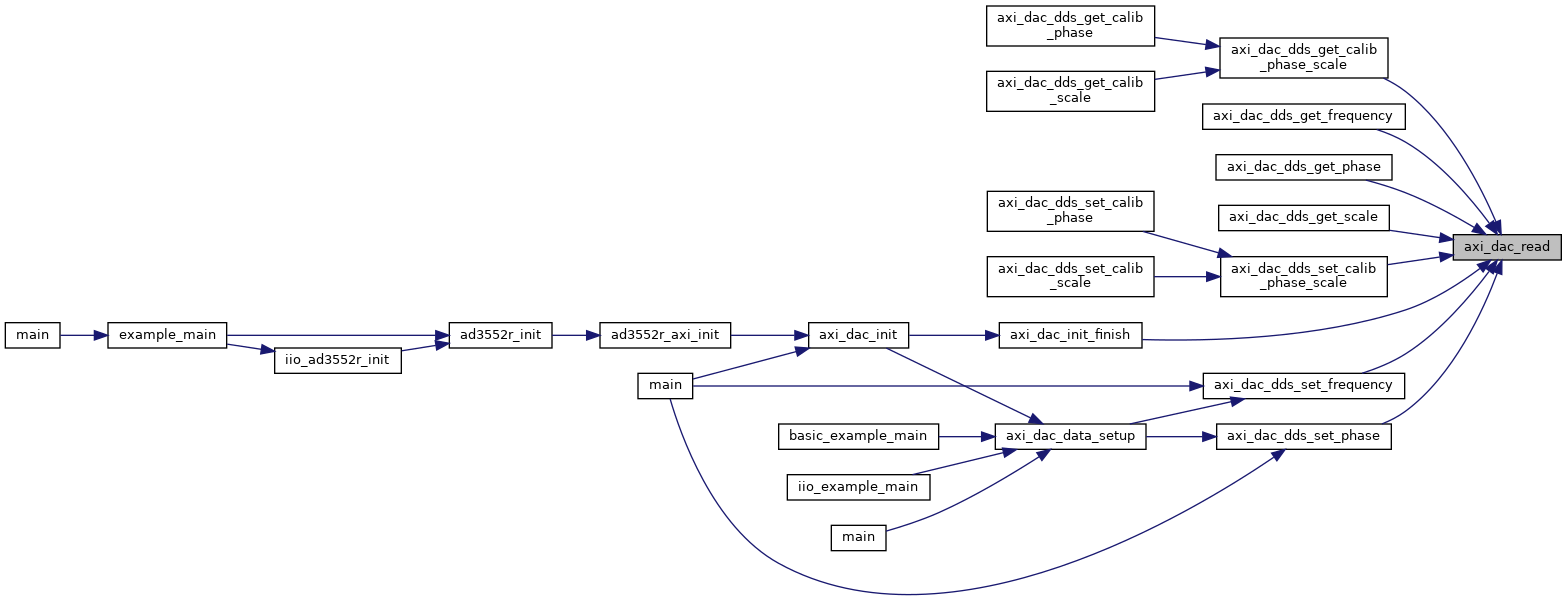 axi_dac_dds_get_calib
_phase
axi_dac_dds_get_calib
_phase_scale
axi_dac_dds_get_calib
_scale
axi_dac_dds_get_frequency
axi_dac_dds_get_phase
axi_dac_dds_set_calib
_phase
axi_dac_dds_get_scale
axi_dac_read
axi_dac_dds_set_calib
_scale
axi_dac_dds_set_calib
_phase_scale
main
example_main
iio_ad3552r_init
ad3552r_init
ad3552r_axi_init
axi_dac_init
axi_dac_init_finish
main
axi_dac_dds_set_frequency
basic_example_main
axi_dac_data_setup
axi_dac_dds_set_phase
iio_example_main
main